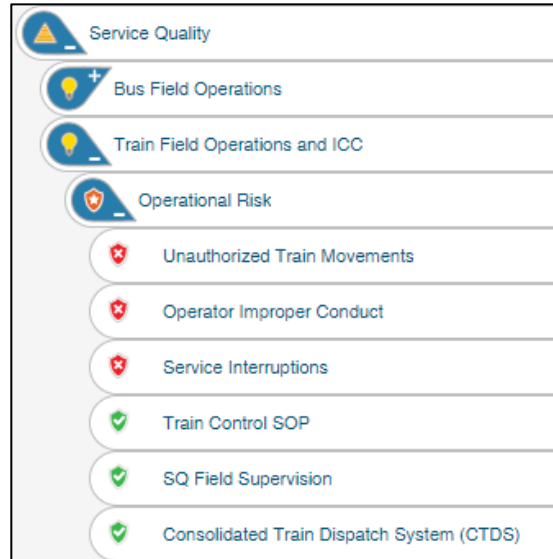 Service Quality
Bus Field Operations
Train Field Operations and ICC
Operational Risk
Unauthorized Train Movements
Operator Improper Conduct
Service Interruptions
Train Control SOP
SQ Field Supervision
Consolidated Train Dispatch System (CTDS)